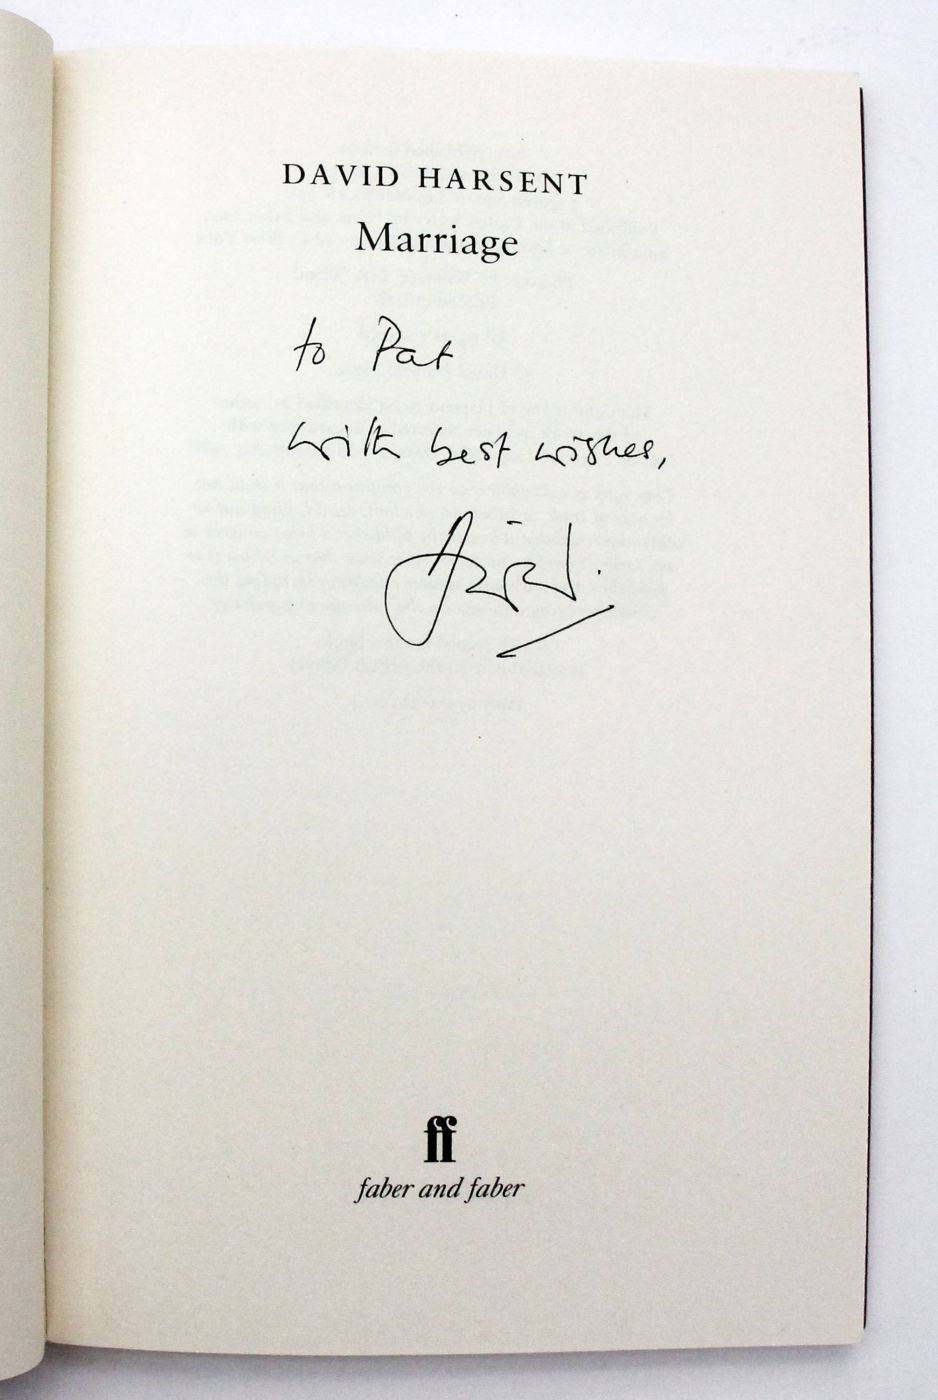 DAVID HARSENT
Marriage
to Pat
with best wishes,
ff
faber and faber